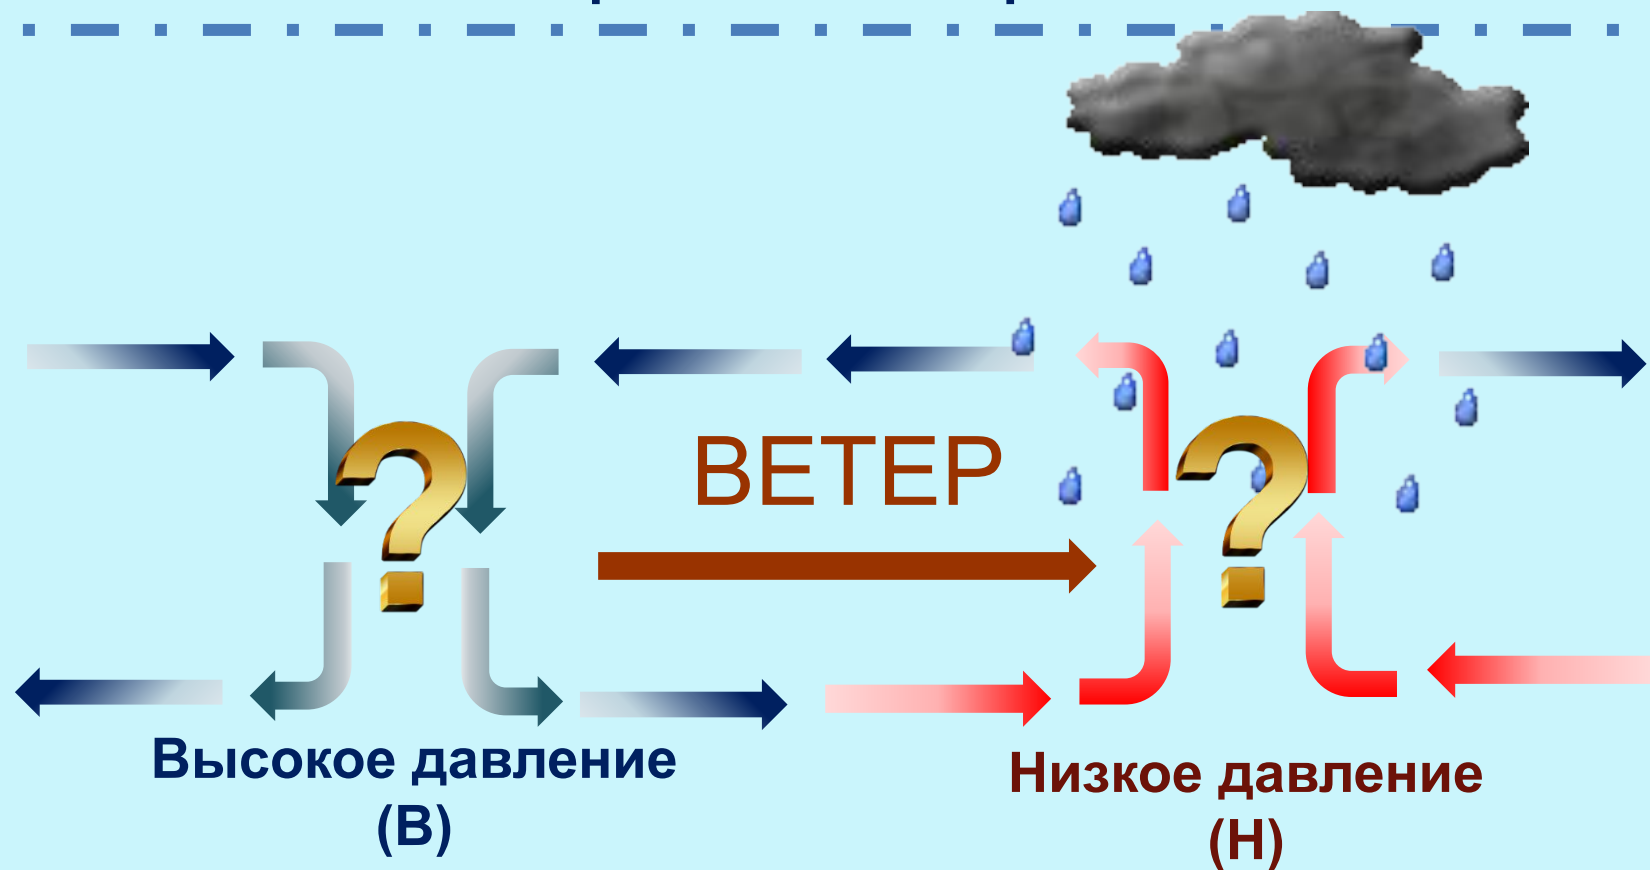 ВЕТЕР
Высокое давление
(В)
Низкое давление
(Н)